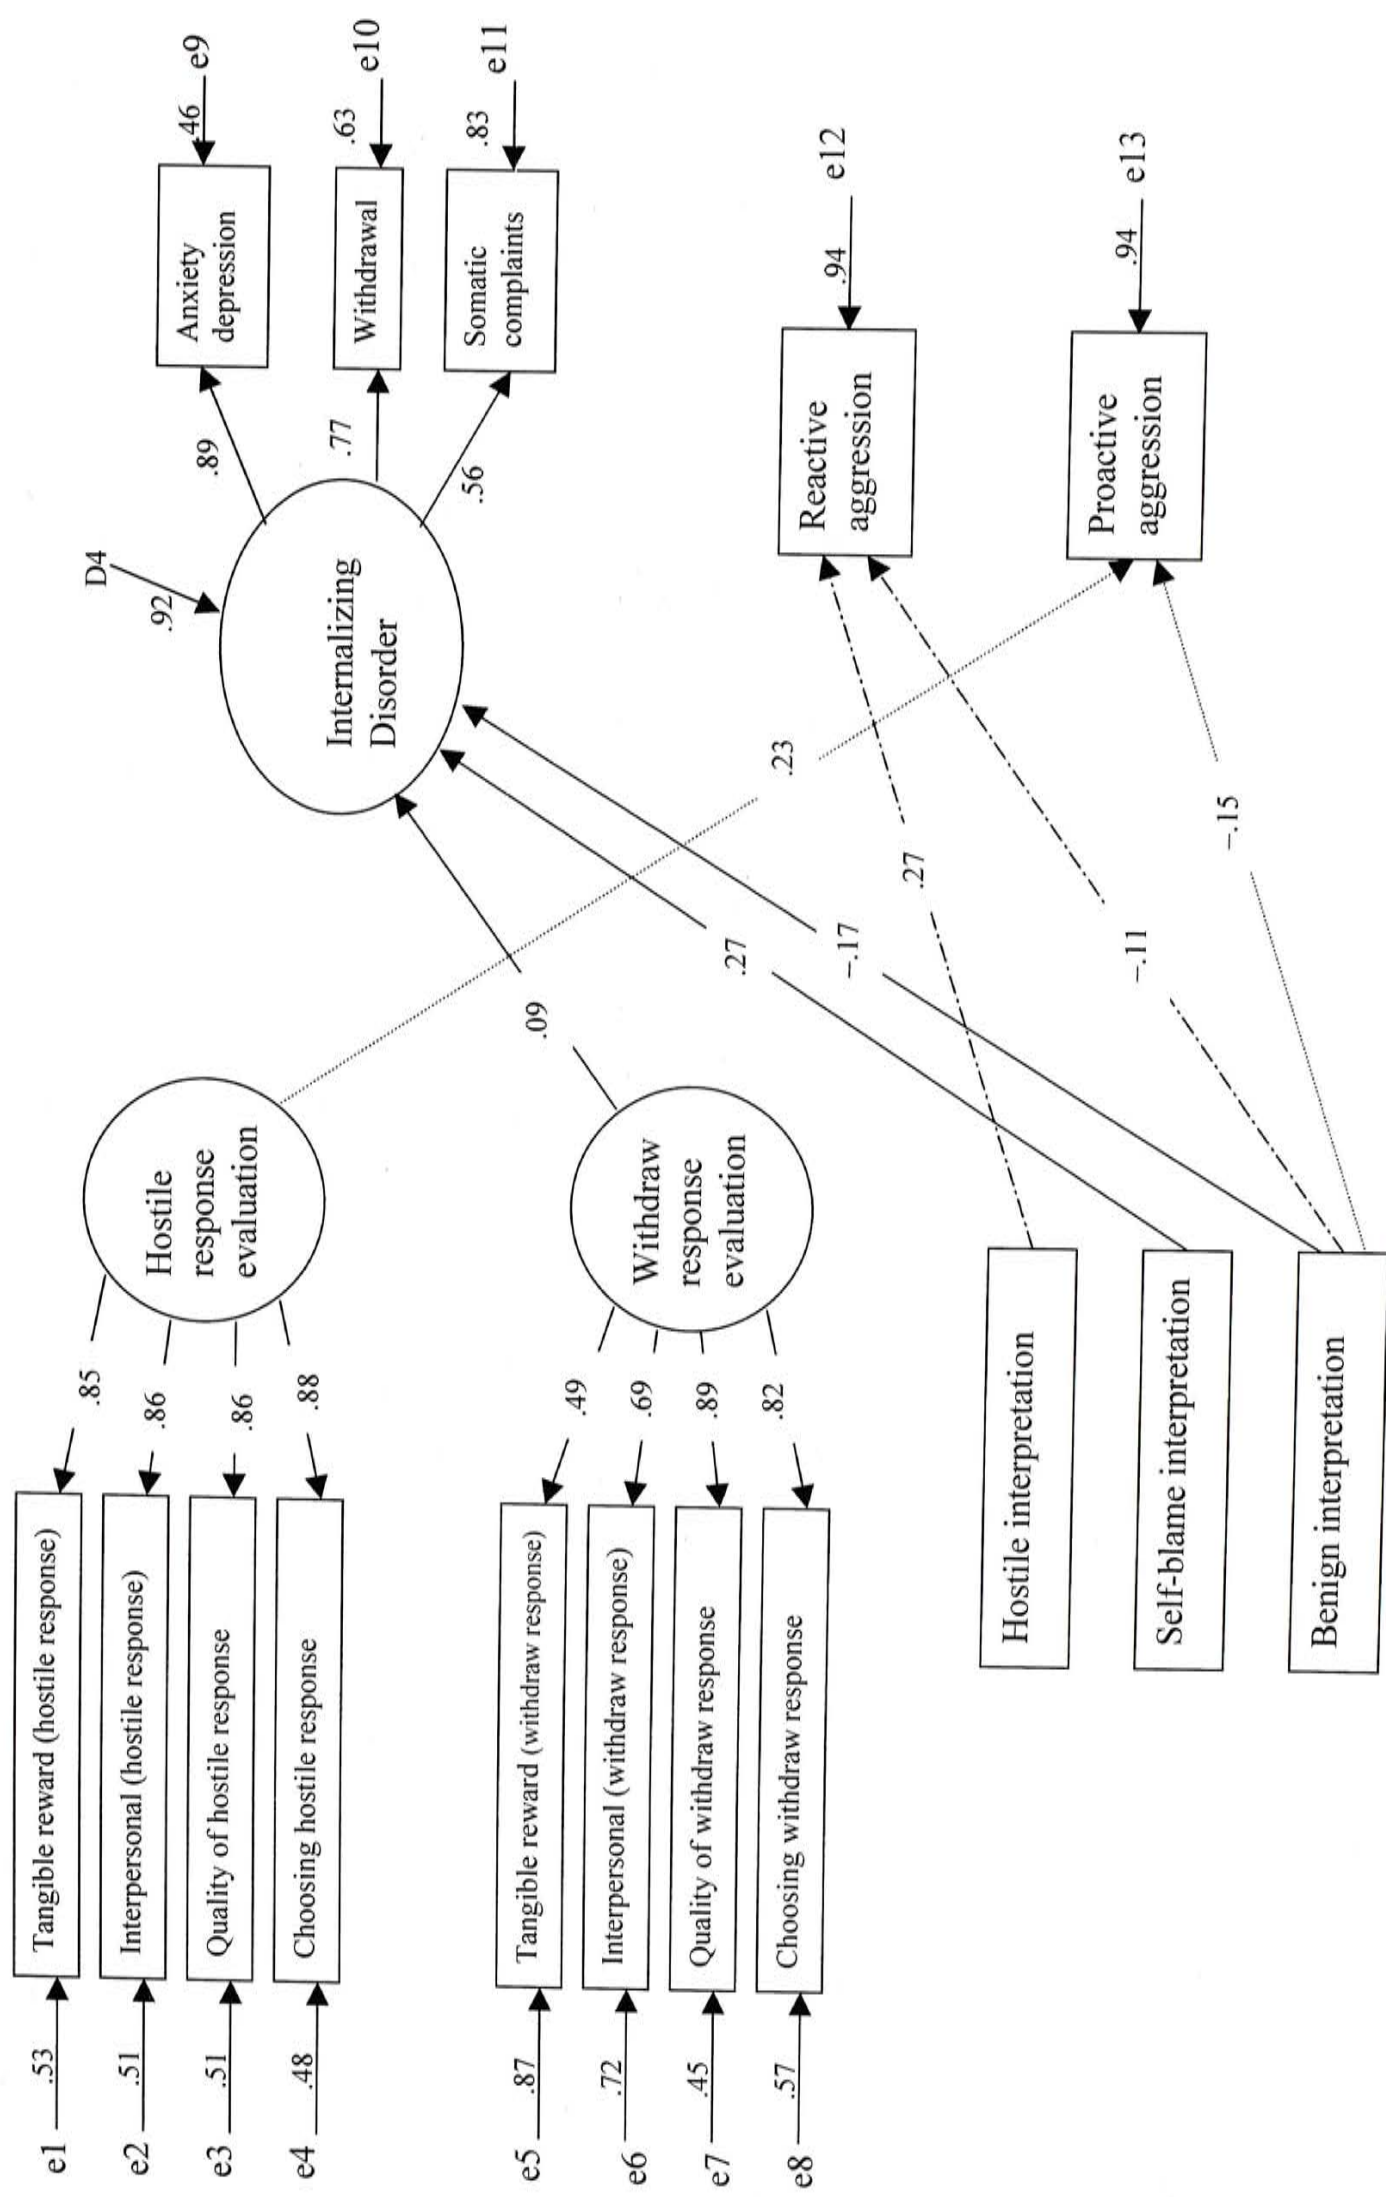 e1
.53
Tangible reward (hostile response)
.85
e2
.51
Interpersonal (hostile response)
.86
e3
.51
Quality of hostile response
.86
e4
.48
Choosing hostile response
.88
Hostile
response
evaluation
e5
.87
Tangible reward (withdraw response)
.49
e6
.72
Interpersonal (withdraw response)
.69
e7
.45
Quality of withdraw response
.89
e8
.57
Choosing withdraw response
.82
Withdraw
response
evaluation
Hostile interpretation
Self-blame interpretation
Benign interpretation
.09
.23
.27
–.17
.27
–.11
–.15
D4
.92
Internalizing
Disorder
.89
Anxiety
depression
.46
e9
.77
Withdrawal
.63
e10
.56
Somatic
complaints
.83
e11
Reactive
aggression
.94
e12
Proactive
aggression
.94
e13